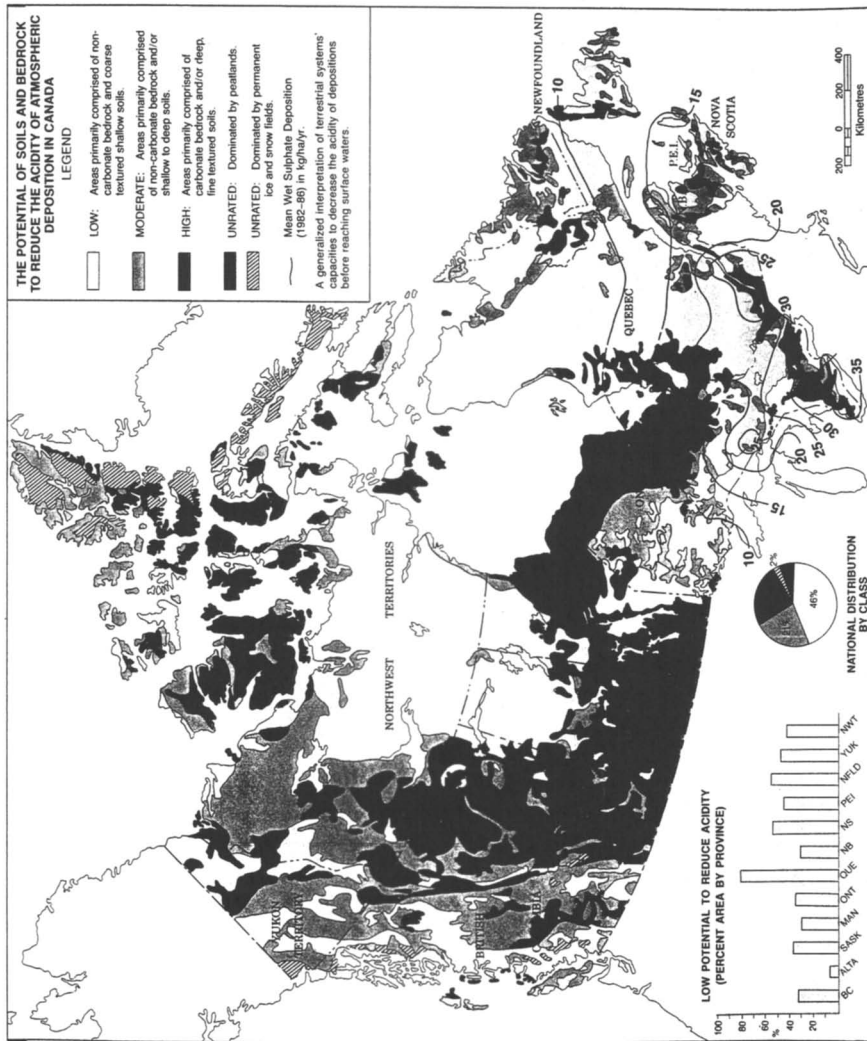 THE POTENTIAL OF SOILS AND BEDROCK
TO REDUCE THE ACIDITY OF ATMOSPHERIC
DEPOSITION IN CANADA
LEGEND
LOW: Areas primarily comprised of non-
carbonate bedrock and coarse
textured shallow soils.
MODERATE: Areas primarily comprised
of non-carbonate bedrock and/or
shallow to deep soils.
HIGH: Areas primarily comprised of
carbonate bedrock and/or deep,
fine textured soils.
UNRATED: Dominated by peatlands.
UNRATED: Dominated by permanent
ice and snow fields.
Mean Wet Sulphate Deposition
(1982–86) in kg/ha/yr.
A generalized interpretation of terrestrial systems'
capacities to decrease the acidity of depositions
before reaching surface waters.
YUKON
TERRITORY
NORTHWEST TERRITORIES
BRITISH
QUEBEC
NEWFOUNDLAND
P.E.I.
NOVA
SCOTIA
10
15
20
25
30
35
30
25
20
15
10
200 0 200 400
Kilometres
LOW POTENTIAL TO REDUCE ACIDITY
(PERCENT AREA BY PROVINCE)
100
80
%
60
40
20
0
BC ALTA SASK MAN ONT QUE NB NS PEI NFLD YUK NWT
2%
46%
NATIONAL DISTRIBUTION
BY CLASS